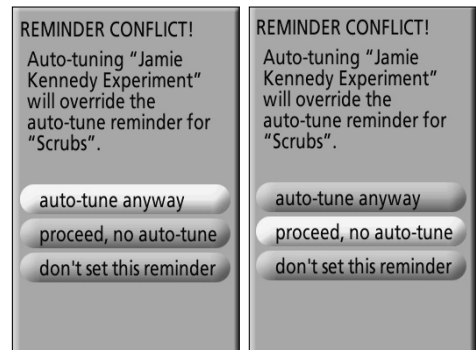 REMINDER CONFLICT!
Auto-tuning “Jamie
Kennedy Experiment”
will override the
auto-tune reminder for
“Scrubs”.
auto-tune anyway
proceed, no auto-tune
don't set this reminder
REMINDER CONFLICT!
Auto-tuning “Jamie
Kennedy Experiment”
will override the
auto-tune reminder for
“Scrubs”.
auto-tune anyway
proceed, no auto-tune
don't set this reminder